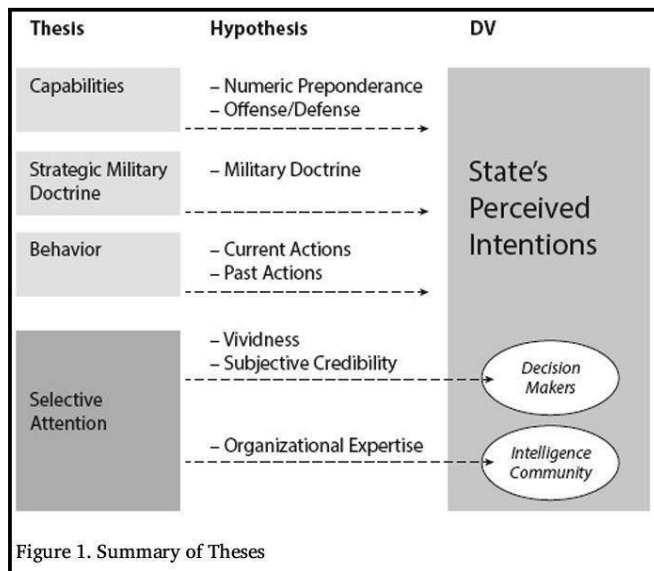 Thesis
Hypothesis
DV
Capabilities
– Numeric Preponderance
– Offense/Defense
Strategic Military
Doctrine
– Military Doctrine
State's
Perceived
Intentions
Behavior
– Current Actions
– Past Actions
Selective
Attention
– Vividness
– Subjective Credibility
Decision
Makers
– Organizational Expertise
Intelligence
Community
Figure 1. Summary of Theses